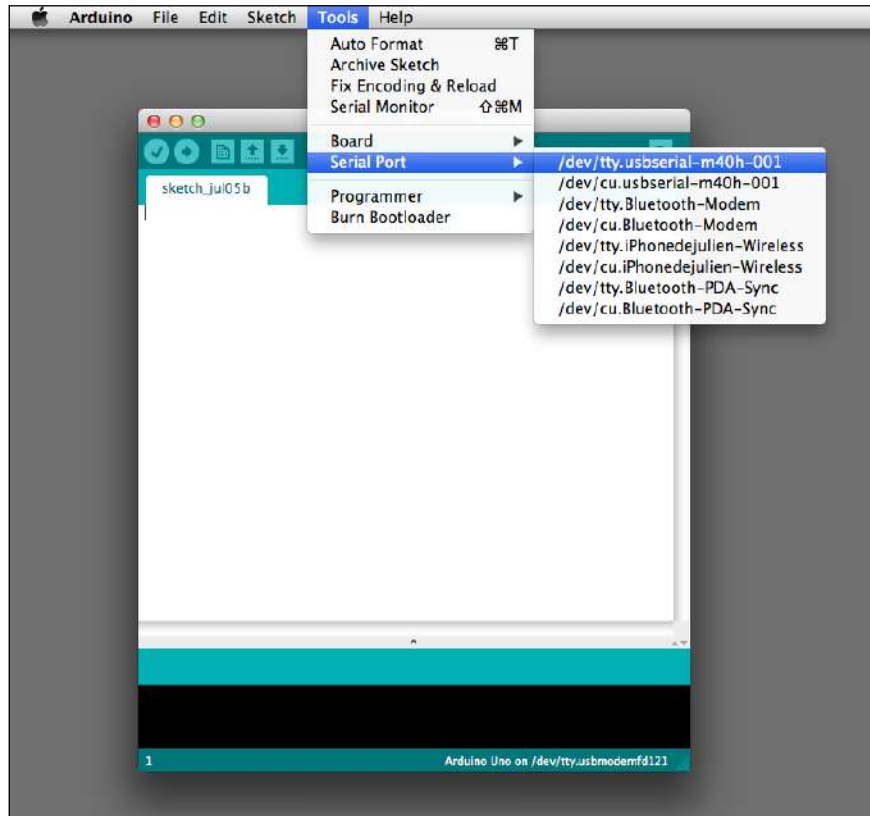 Arduino File Edit Sketch Tools Help
Auto Format ⌘T
Archive Sketch
Fix Encoding & Reload
Serial Monitor ⇧⌘M
Board
Serial Port
Programmer
Burn Bootloader
/dev/tty.usbserial-m40h-001
/dev/cu.usbserial-m40h-001
/dev/tty.Bluetooth-Modem
/dev/cu.Bluetooth-Modem
/dev/tty.iPhonedejulien-Wireless
/dev/cu.iPhonedejulien-Wireless
/dev/tty.Bluetooth-PDA-Sync
/dev/cu.Bluetooth-PDA-Sync
sketch_jul05b
1 Arduino Uno on /dev/tty.usbmodemfd121